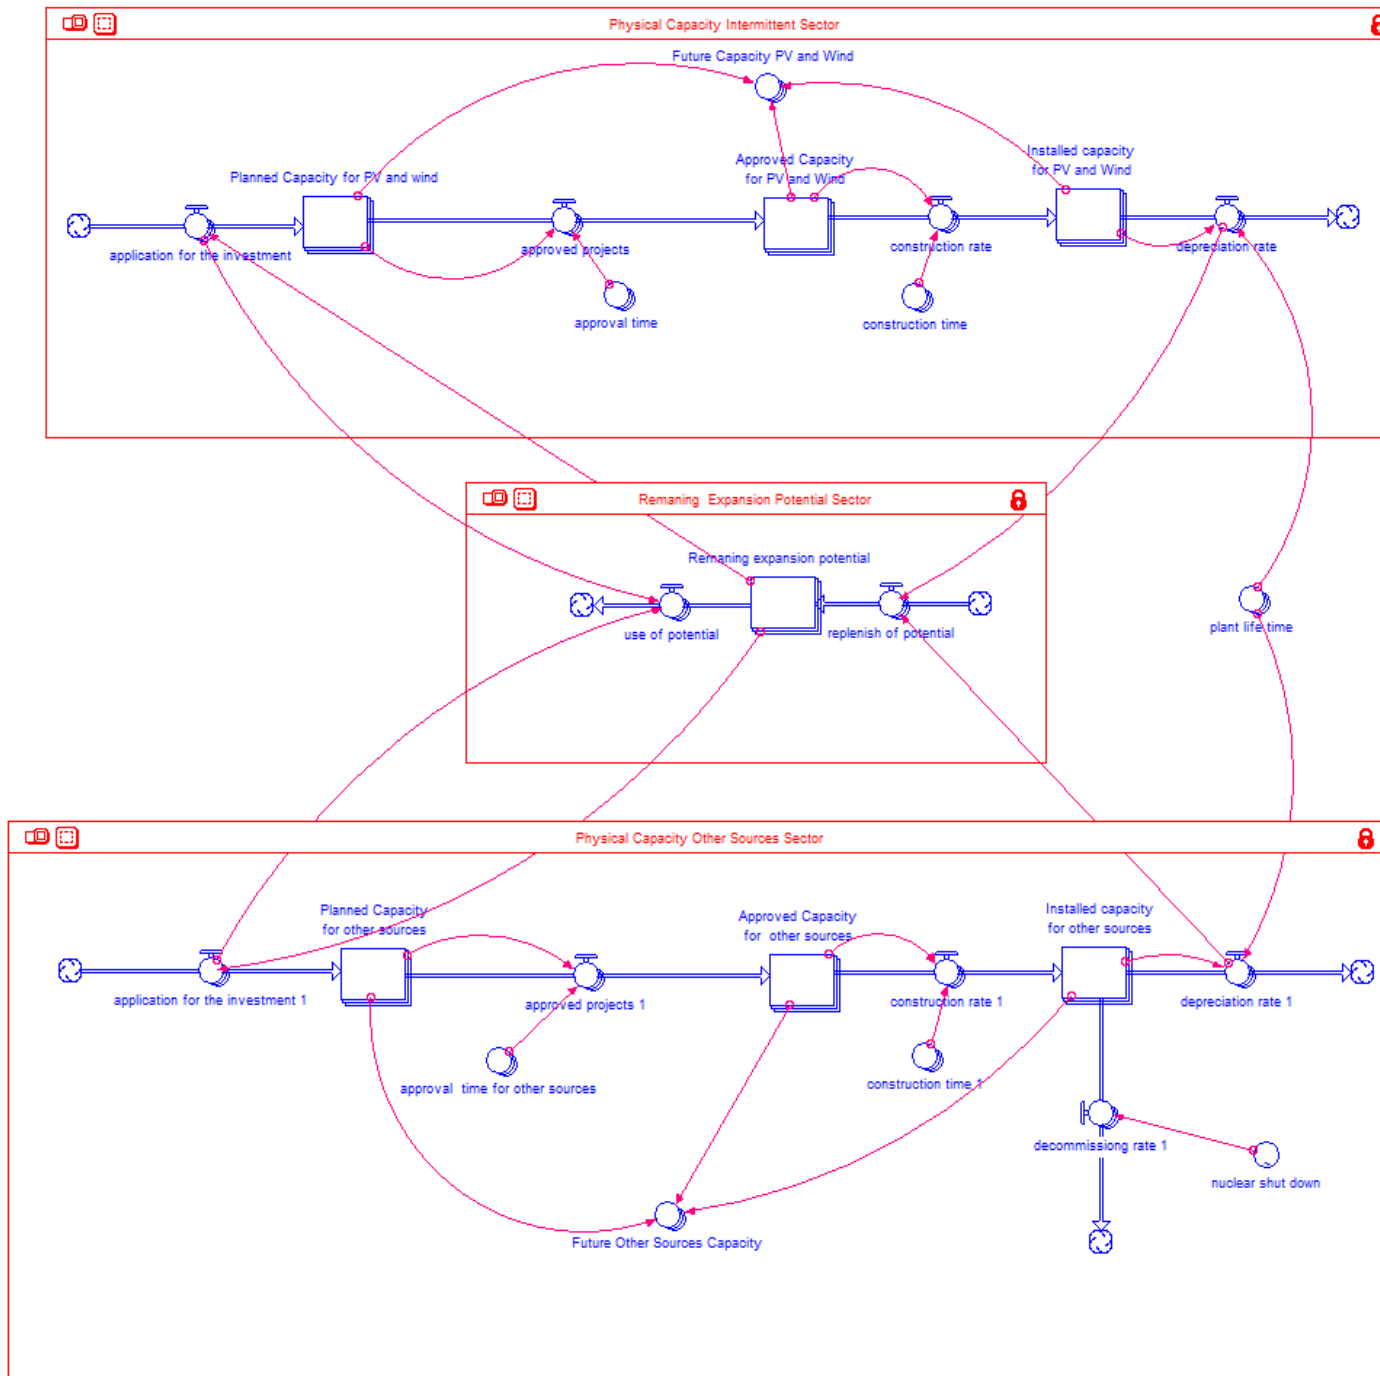 Physical Capacity Intermittent Sector
Future Capacity PV and Wind
Planned Capacity for PV and wind
Approved Capacity
for PV and Wind
Installed capacity
for PV and Wind
application for the investment
approved projects
construction rate
depreciation rate
approval time
construction time
Remaning  Expansion Potential Sector
Remaning expansion potential
use of potential
replenish of potential
plant life time
Physical Capacity Other Sources Sector
Planned Capacity
for other sources
Approved Capacity
for  other sources
Installed capacity
for other sources
application for the investment 1
approved projects 1
construction rate 1
depreciation rate 1
approval  time for other sources
construction time 1
decommissiong rate 1
nuclear shut down
Future Other Sources Capacity